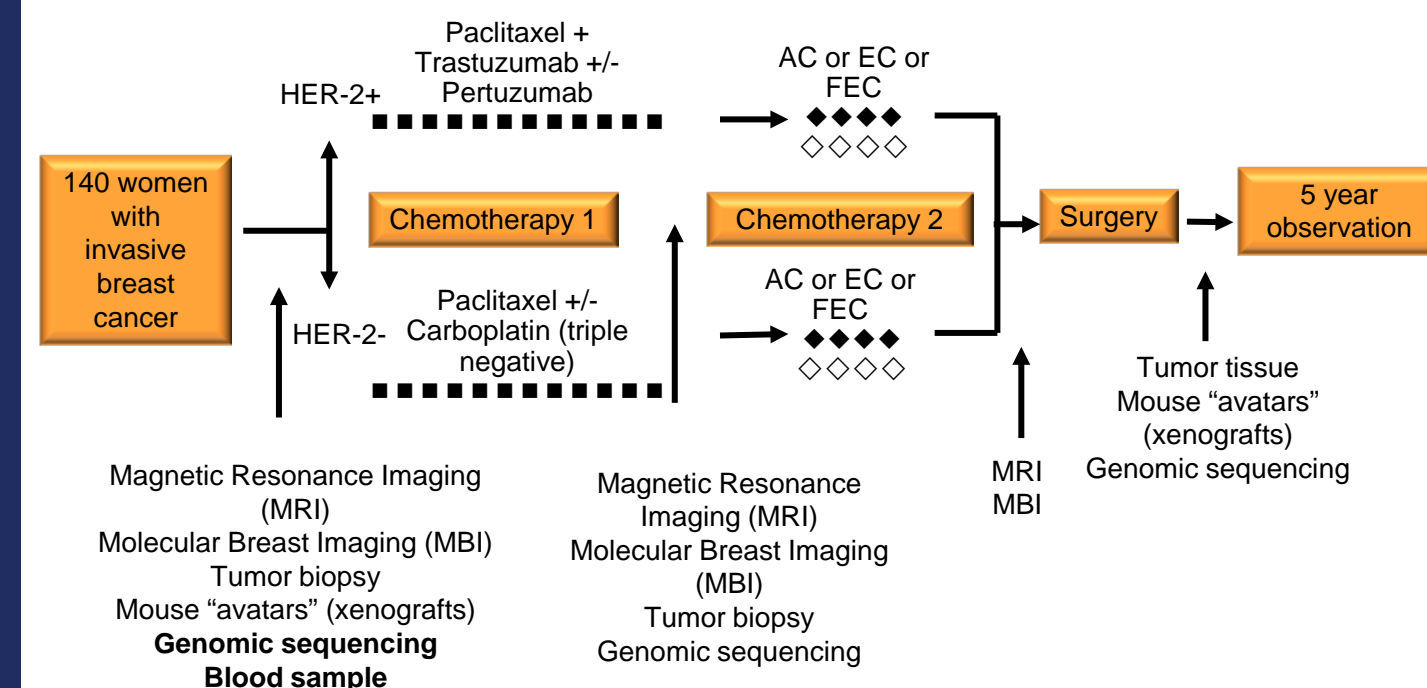 Paclitaxel +
Trastuzumab +/-
Pertuzumab
HER-2+
AC or EC or
FEC
140 women
with
invasive
breast
cancer
Chemotherapy 1
Chemotherapy 2
Surgery
5 year
observation
HER-2-
Paclitaxel +/-
Carboplatin (triple
negative)
AC or EC or
FEC
Magnetic Resonance Imaging
(MRI)
Molecular Breast Imaging (MBI)
Tumor biopsy
Mouse “avatars” (xenografts)
Genomic sequencing
Blood sample
Magnetic Resonance
Imaging (MRI)
Molecular Breast Imaging
(MBI)
Tumor biopsy
Genomic sequencing
MRI
MBI
Tumor tissue
Mouse “avatars”
(xenografts)
Genomic sequencing